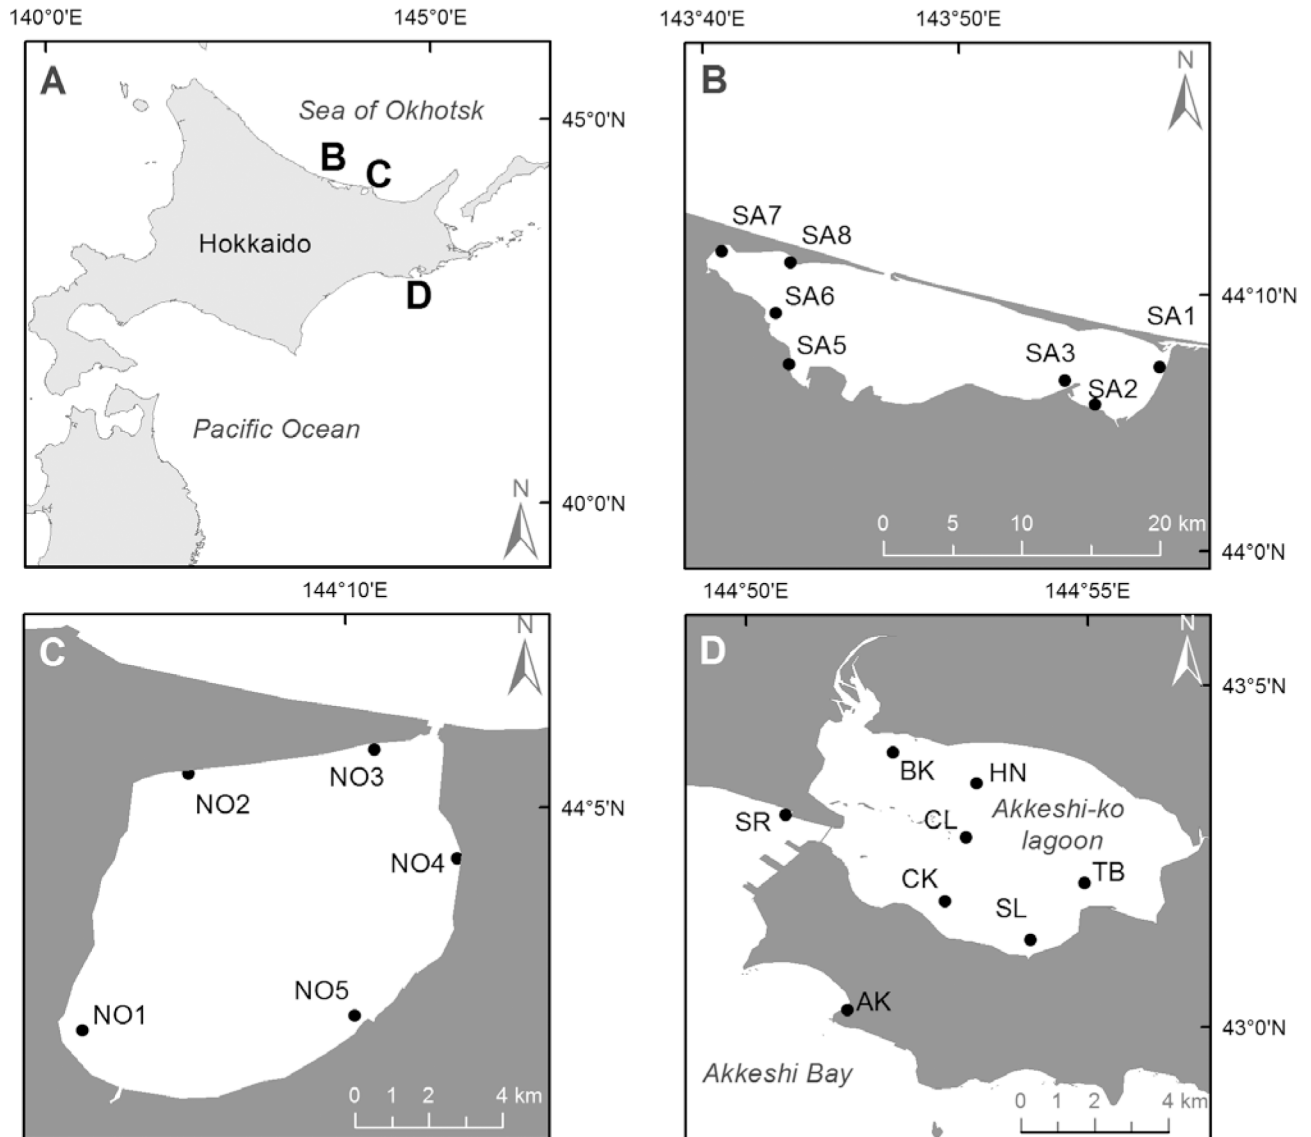 140°0'E
145°0'E
A
N
Sea of Okhotsk
45°0'N
B
C
Hokkaido
D
Pacific Ocean
N
40°0'N
143°40'E
143°50'E
B
N
SA7
SA8
44°10'N
SA6
SA1
SA5
SA3
SA2
0 5 10 20 km
44°0'N
144°10'E
C
N
NO3
NO2
44°5'N
NO4
NO5
NO1
0 1 2 4 km
144°50'E
144°55'E
D
N
43°5'N
BK
HN
Akkeshi-ko
lagoon
SR
CL
TB
CK
SL
AK
43°0'N
Akkeshi Bay
0 1 2 4 km